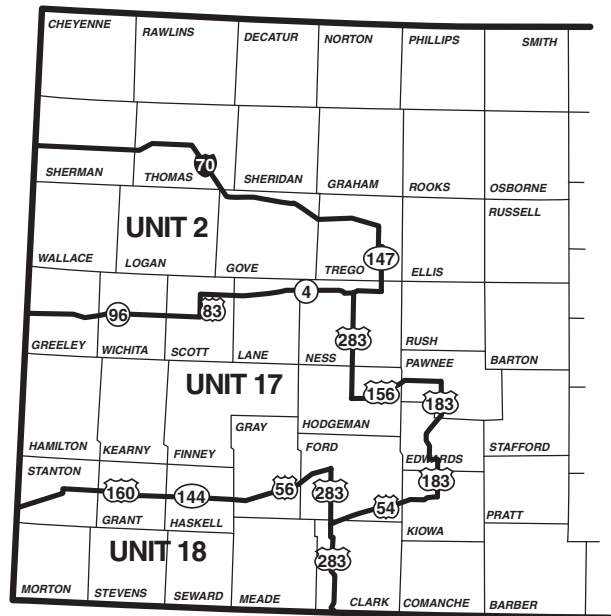 CHEYENNE
RAWLINS
DECATUR
NORTON
PHILLIPS
SMITH
SHERMAN
THOMAS
70
SHERIDAN
GRAHAM
ROOKS
OSBORNE
RUSSELL
UNIT 2
WALLACE
LOGAN
GOVE
TREGO
147
ELLIS
96
83
4
283
GREELEY
WICHITA
SCOTT
LANE
NESS
RUSH
PAWNEE
BARTON
UNIT 17
156
183
HAMILTON
KEARNY
FINNEY
GRAY
HODGEMAN
FORD
EDWARDS
STAFFORD
STANTON
160
144
56
283
54
183
GRANT
HASKELL
KIOWA
PRATT
UNIT 18
283
MORTON
STEVENS
SEWARD
MEADE
CLARK
COMANCHE
BARBER